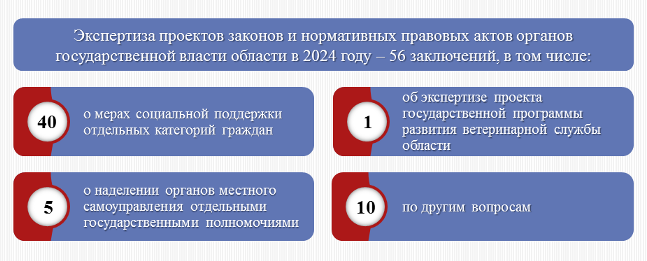 Экспертиза проектов законов и нормативных правовых актов органов
государственной власти области в 2024 году – 56 заключений, в том числе:
40
о мерах социальной поддержки
отдельных категорий граждан
1
об экспертизе проекта
государственной программы
развития ветеринарной службы
области
5
о наделении органов местного
самоуправления отдельными
государственными полномочиями
10
по другим вопросам